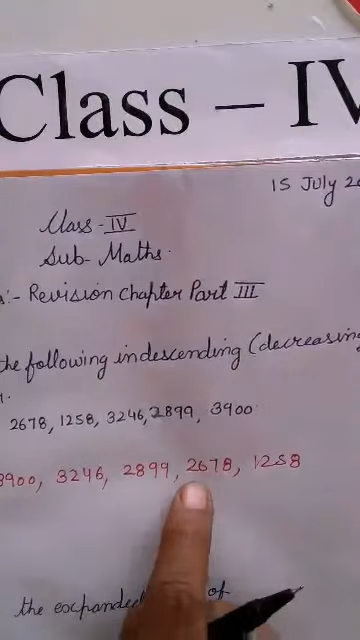 Class – IV
15 July 20
Class - IV
Sub- Maths.
:- Revision Chapter Part III
the following in descending (decreasing
2678, 1258, 3246, 2899, 3900
3900, 3246, 2899, 2678, 1258
the expanded of